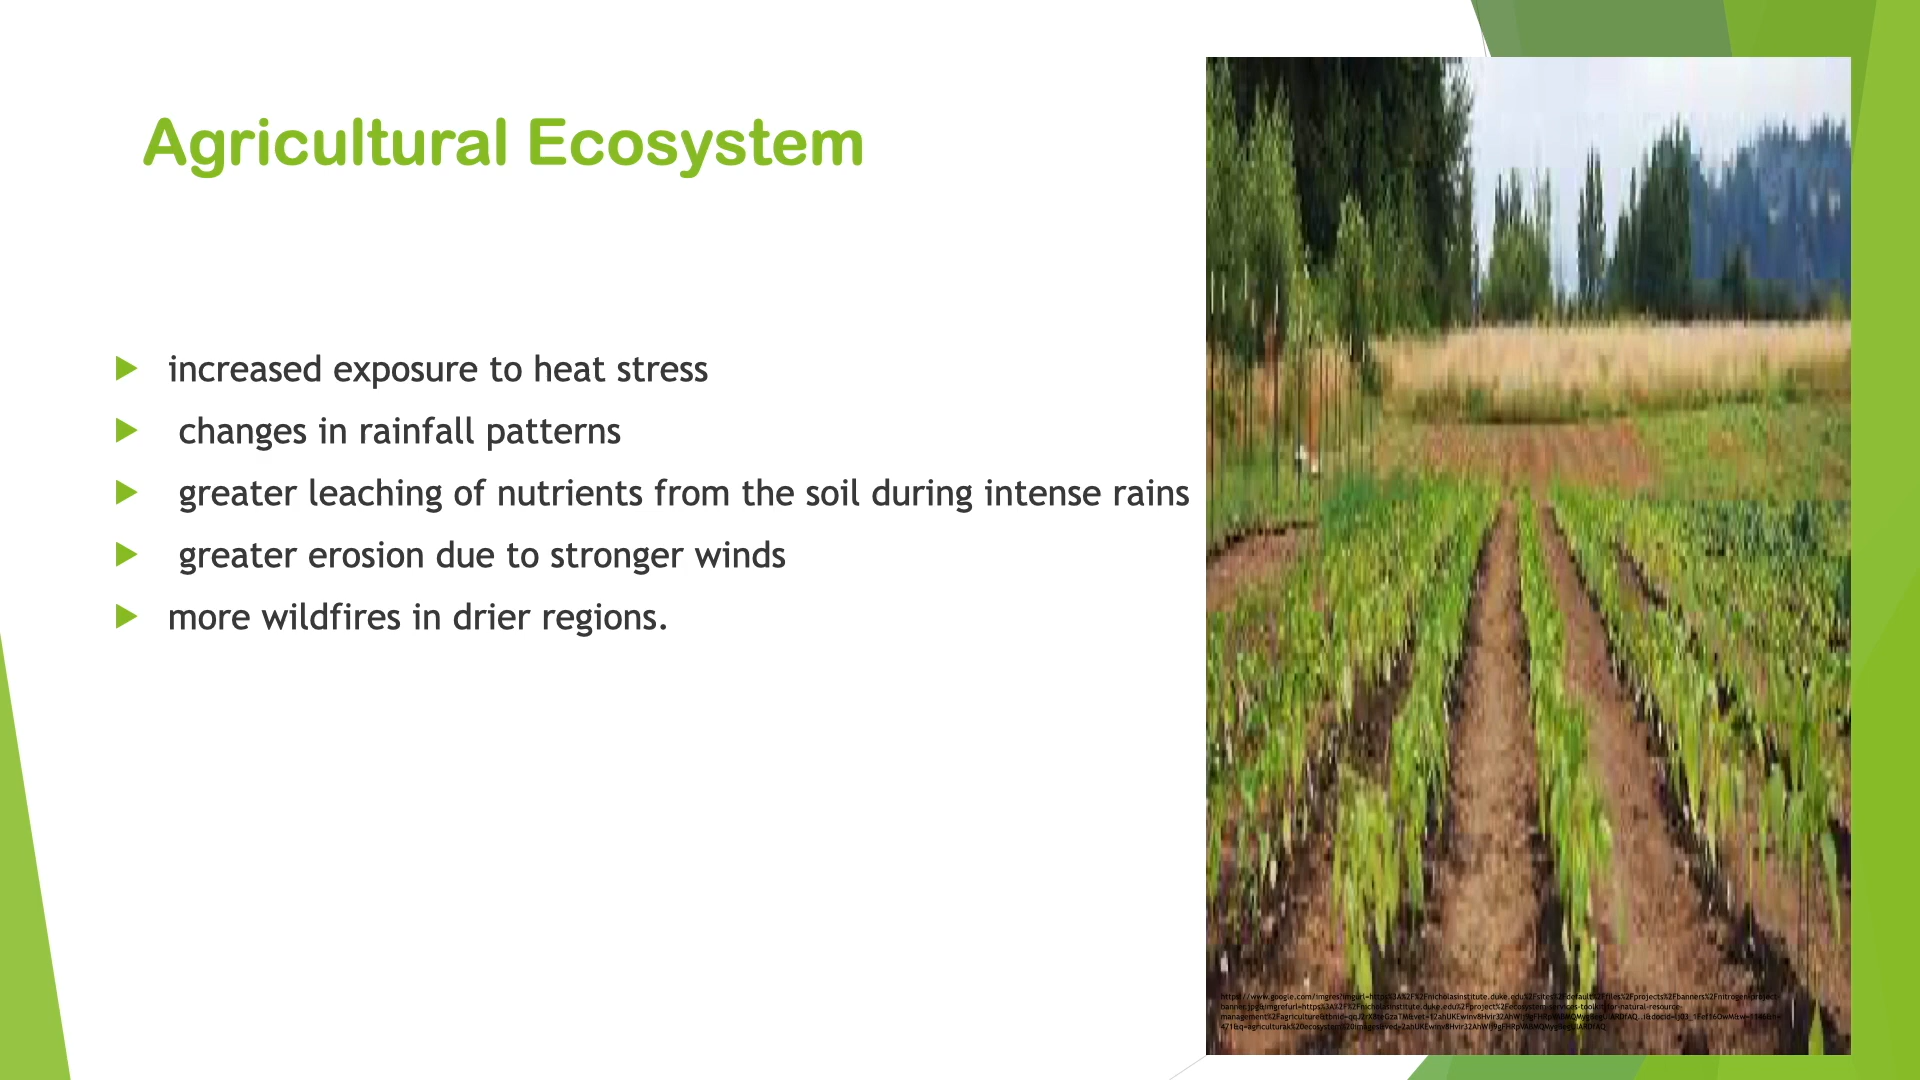 Agricultural Ecosystem
increased exposure to heat stress
changes in rainfall patterns
greater leaching of nutrients from the soil during intense rains
greater erosion due to stronger winds
more wildfires in drier regions.